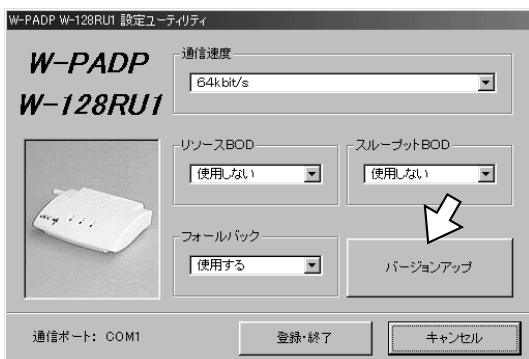 W-PADP W-128RU1 設定ユーティリティ
W-PADP
W-128RU1
通信速度
64kbit/s
リソースBOD
使用しない
スループットBOD
使用しない
フォールバック
使用する
バージョンアップ
通信ポート: COM1
登録・終了
キャンセル